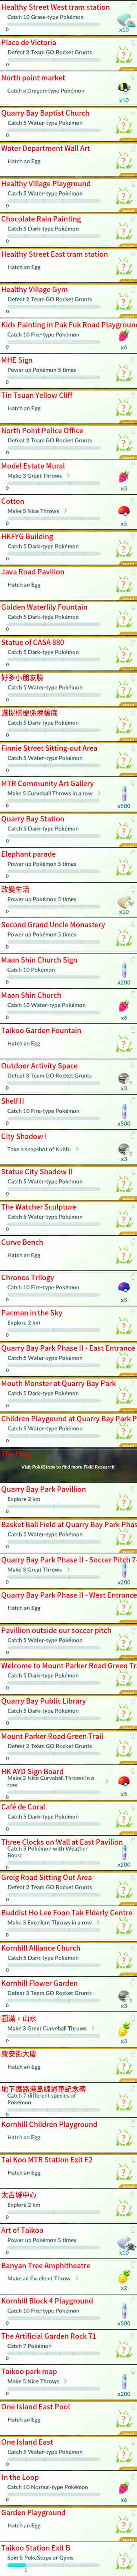 Healthy Street West tram station
Catch 10 Grass-type Pokémon
x10
0
Place de Victoria
Defeat 2 Team GO Rocket Grunts
?
0
North point market
Catch a Dragon-type Pokémon
x10
0
Quarry Bay Baptist Church
Catch 5 Water-type Pokémon
?
0
Water Department Wall Art
Hatch an Egg
?
0
Healthy Village Playground
Catch 5 Water-type Pokémon
?
0
Chocolate Rain Painting
Catch 5 Dark-type Pokémon
?
0
Healthy Street East tram station
Hatch an Egg
?
0
Healthy Village Gym
Defeat 2 Team GO Rocket Grunts
?
0
Kids Painting in Pak Fuk Road Playground
Catch 10 Fire-type Pokémon
x6
0
MHE Sign
Power up Pokémon 5 times
?
0
Tin Tsuan Yellow Cliff
Hatch an Egg
?
0
North Point Police Office
Defeat 2 Team GO Rocket Grunts
?
0
Model Estate Mural
Make 3 Great Throws >
x3
0
Cotton
Make 5 Nice Throws >
x5
0
HKFYG Building
Catch 5 Dark-type Pokémon
?
0
Java Road Pavilion
Hatch an Egg
?
0
Golden Waterlily Fountain
Catch 5 Dark-type Pokémon
?
0
Statue of CASA 880
Catch 5 Dark-type Pokémon
?
0
好多小朋友臉
Catch 5 Water-type Pokémon
?
0
Catch 5 Dark-type Pokémon
?
0
Finnie Street Sitting-out Area
Catch 5 Water-type Pokémon
?
0
MTR Community Art Gallery
Make 5 Curveball Throws in a row >
x500
0
Quarry Bay Station
Catch 5 Dark-type Pokémon
?
0
Elephant parade
Power up Pokémon 5 times
?
0
改變生活
Power up Pokémon 5 times
x10
0
Second Grand Uncle Monastery
Power up Pokémon 5 times
?
0
Maan Shin Church Sign
Catch 10 Pokémon
x200
0
Maan Shin Church
Catch 10 Water-type Pokémon
x6
0
Taikoo Garden Fountain
Hatch an Egg
?
0
Outdoor Activity Space
Defeat 3 Team GO Rocket Grunts
x3
0
Shelf II
Catch 10 Fire-type Pokémon
x500
0
City Shadow I
Take a snapshot of Kubfu >
x3
0
Statue City Shadow II
Catch 5 Water-type Pokémon
?
0
The Watcher Sculpture
Catch 5 Water-type Pokémon
?
0
Curve Bench
Hatch an Egg
?
0
Chronos Trilogy
Catch 10 Fire-type Pokémon
x5
0
Pacman in the Sky
Explore 2 km
?
0
Quarry Bay Park Phase II - East Entrance
Catch 5 Water-type Pokémon
?
0
Mouth Monster at Quarry Bay Park
Catch 5 Dark-type Pokémon
?
0
Children Playgound at Quarry Bay Park P
Catch 5 Water-type Pokémon
?
0
Visit PokéStops to find more Field Research!
Quarry Bay Park Pavillion
Explore 2 km
?
0
Basket Ball Field at Quarry Bay Park Phas
Catch 5 Water-type Pokémon
?
0
Quarry Bay Park Phase II - Soccer Pitch 7-
Make 3 Great Throws >
x200
0
Quarry Bay Park Phase II - West Entrance
Hatch an Egg
?
0
Pavillion outside our soccer pitch
Catch 5 Water-type Pokémon
?
0
Welcome to Mount Parker Road Green Tr
Catch 5 Dark-type Pokémon
?
0
Quarry Bay Public Library
Catch 5 Dark-type Pokémon
?
0
Mount Parker Road Green Trail
Defeat 2 Team GO Rocket Grunts
?
0
HK AYD Sign Board
Make 2 Nice Curveball Throws in a
row >
x5
0
Café de Coral
Catch 5 Dark-type Pokémon
?
0
Three Clocks on Wall at East Pavilion
Catch 5 Pokémon with Weather
Boost
x200
0
Greig Road Sitting Out Area
Defeat 2 Team GO Rocket Grunts
?
0
Buddist Ho Lee Foon Tak Elderly Centre
Make 3 Excellent Throws in a row >
?
0
Kornhill Alliance Church
Catch 5 Dark-type Pokémon
?
0
Kornhill Flower Garden
Defeat 3 Team GO Rocket Grunts
x3
0
圓滿，山水
Make 3 Great Curveball Throws >
x3
0
康安街大廈
Hatch an Egg
?
0
地下鐵路港島線通車紀念碑
Catch 7 different species of
Pokémon
?
0
Kornhill Children Playground
Hatch an Egg
?
0
Tai Koo MTR Station Exit E2
Hatch an Egg
?
0
太古城中心
Explore 2 km
?
0
Art of Taikoo
Power up Pokémon 5 times
x10
0
Banyan Tree Amphitheatre
Make an Excellent Throw >
x2
0
Kornhill Block 4 Playground
Catch 10 Fire-type Pokémon
x500
0
The Artificial Garden Rock 71
Catch 7 Pokémon
?
0
Taikoo park map
Make 5 Nice Throws >
x200
0
One Island East Pool
Hatch an Egg
?
0
One Island East
Catch 5 Water-type Pokémon
?
0
In the Loop
Catch 10 Normal-type Pokémon
x6
0
Garden Playground
Hatch an Egg
?
0
Taikoo Station Exit B
Spin 5 PokéStops or Gyms
?
1